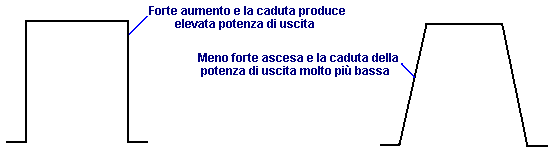 Forte aumento e la caduta produce
elevata potenza di uscita
Meno forte ascesa e la caduta della
potenza di uscita molto più bassa